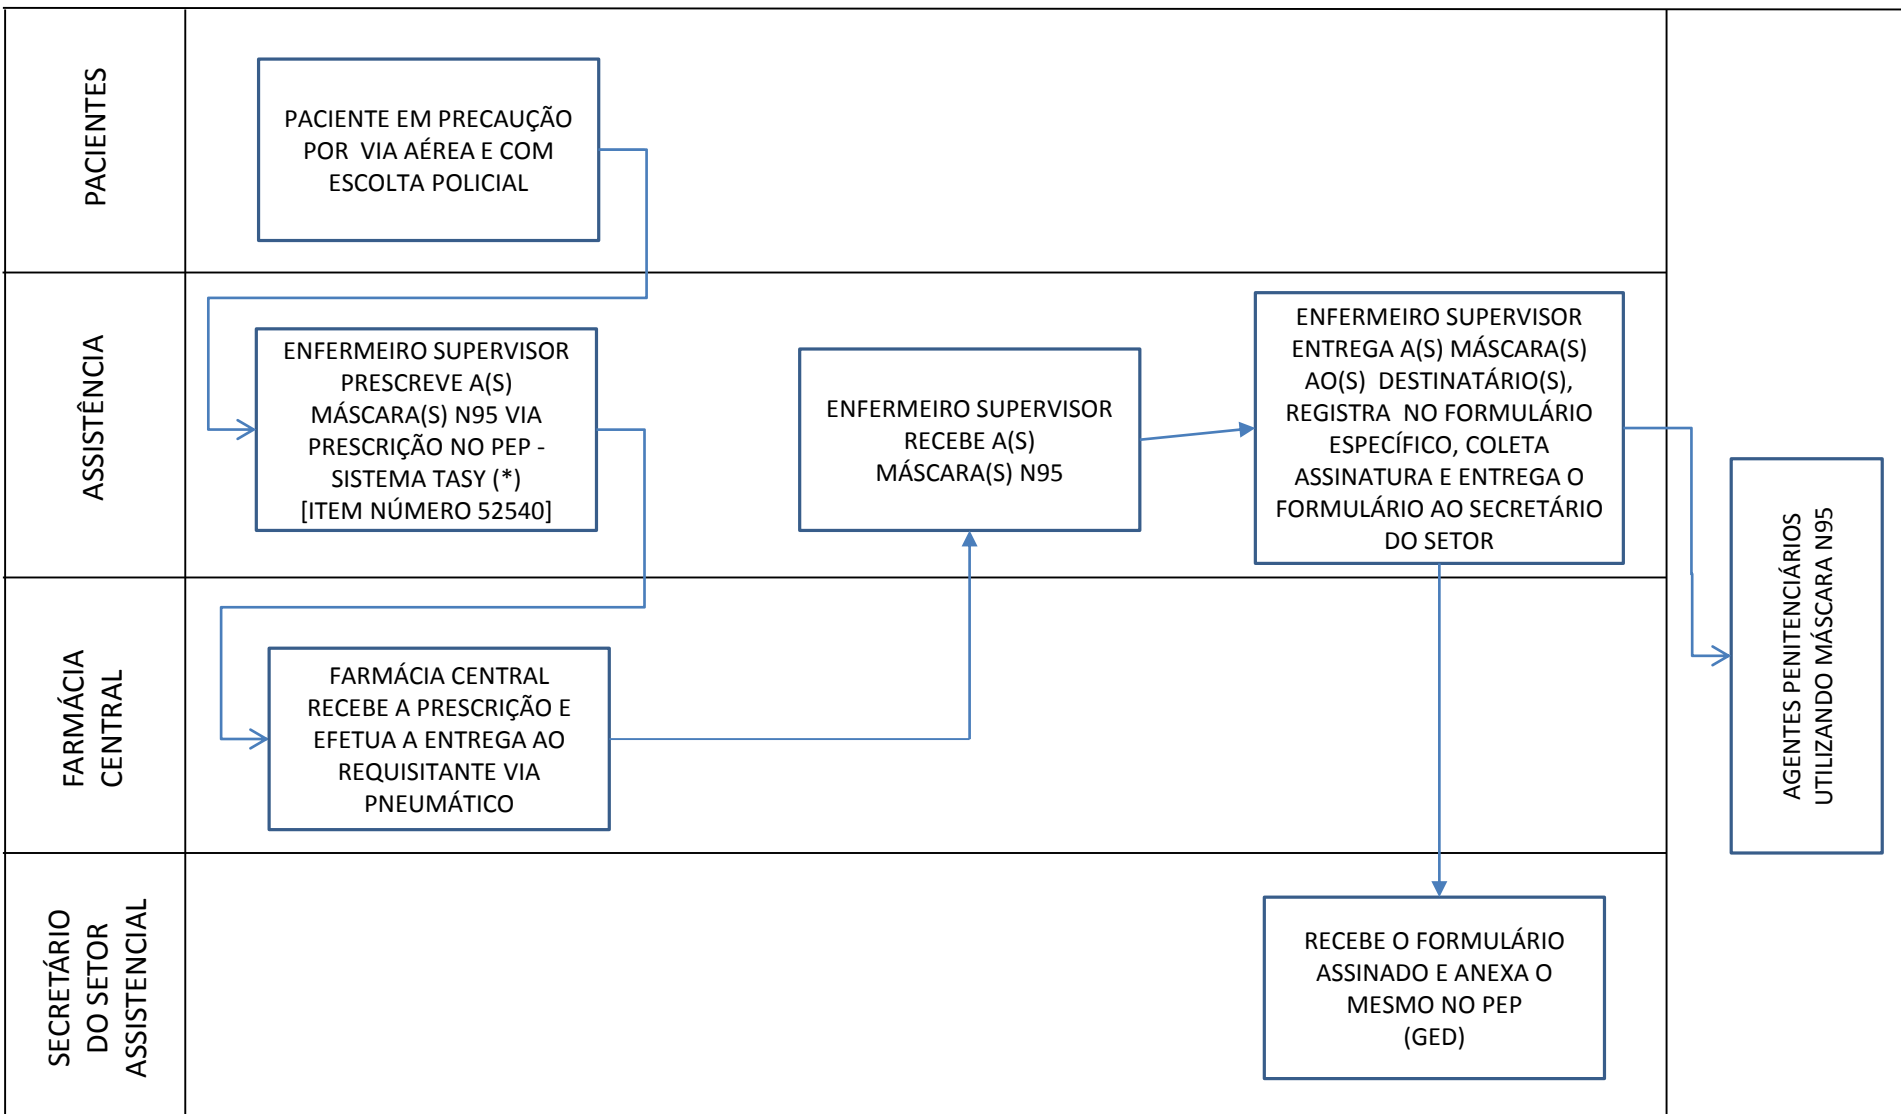 PACIENTES
PACIENTE EM PRECAUÇÃO
POR VIA AÉREA E COM
ESCOLTA POLICIAL
ASSISTÊNCIA
ENFERMEIRO SUPERVISOR
PRESCREVE A(S)
MÁSCARA(S) N95 VIA
PRESCRIÇÃO NO PEP -
SISTEMA TASY (*)
[ITEM NÚMERO 52540]
ENFERMEIRO SUPERVISOR
RECEBE A(S)
MÁSCARA(S) N95
ENFERMEIRO SUPERVISOR
ENTREGA A(S) MÁSCARA(S)
AO(S) DESTINATÁRIO(S),
REGISTRA NO FORMULÁRIO
ESPECÍFICO, COLETA
ASSINATURA E ENTREGA O
FORMULÁRIO AO SECRETÁRIO
DO SETOR
FARMÁCIA
CENTRAL
FARMÁCIA CENTRAL
RECEBE A PRESCRIÇÃO E
EFETUA A ENTREGA AO
REQUISITANTE VIA
PNEUMÁTICO
SECRETÁRIO
DO SETOR
ASSISTENCIAL
RECEBE O FORMULÁRIO
ASSINADO E ANEXA O
MESMO NO PEP
(GED)
AGENTES PENITENCIÁRIOS
UTILIZANDO MÁSCARA N95